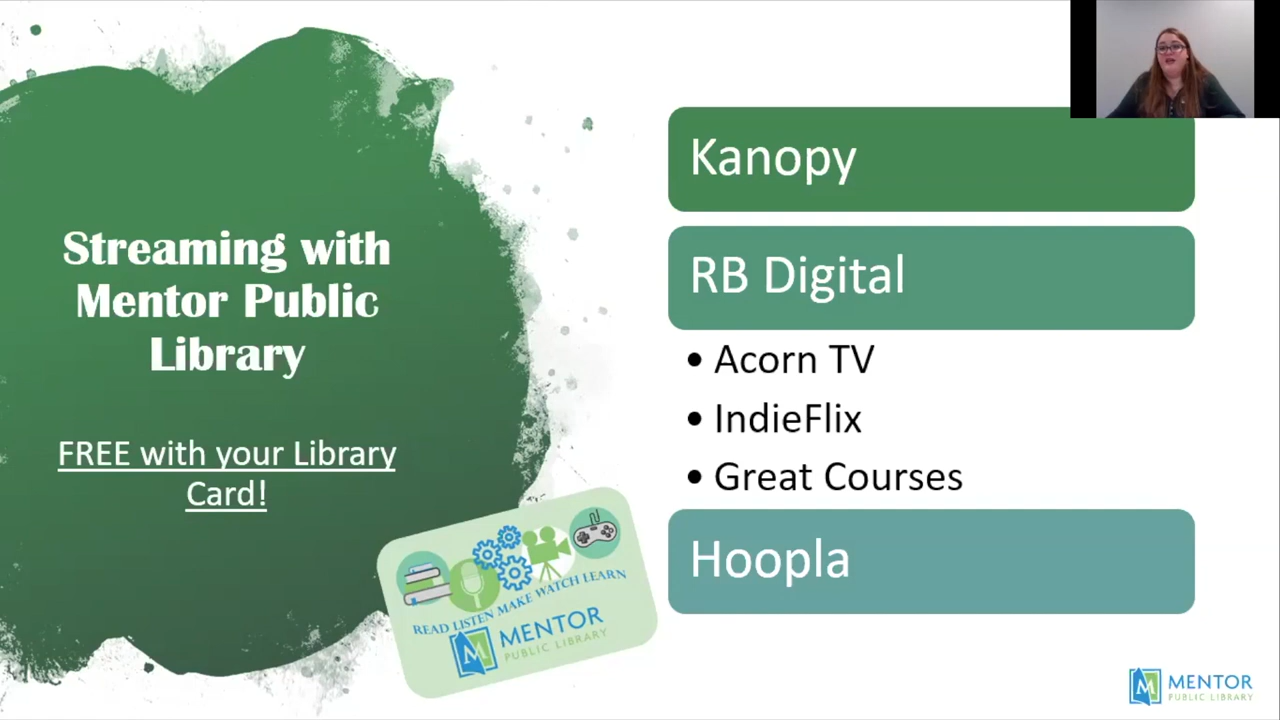 Streaming with
Mentor Public
Library
FREE with your Library
Card!
READ LISTEN MAKE WATCH LEARN
M MENTOR
PUBLIC LIBRARY
Kanopy
RB Digital
• Acorn TV
• IndieFlix
• Great Courses
Hoopla
M MENTOR
PUBLIC LIBRARY